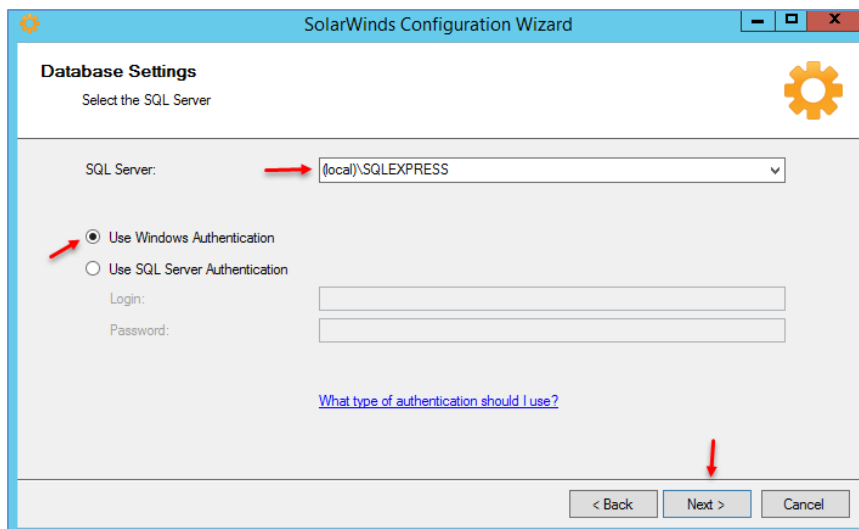 SolarWinds Configuration Wizard
Database Settings
Select the SQL Server
SQL Server:
(local)\SQLEXPRESS
Use Windows Authentication
Use SQL Server Authentication
Login:
Password:
What type of authentication should I use?
< Back
Next >
Cancel